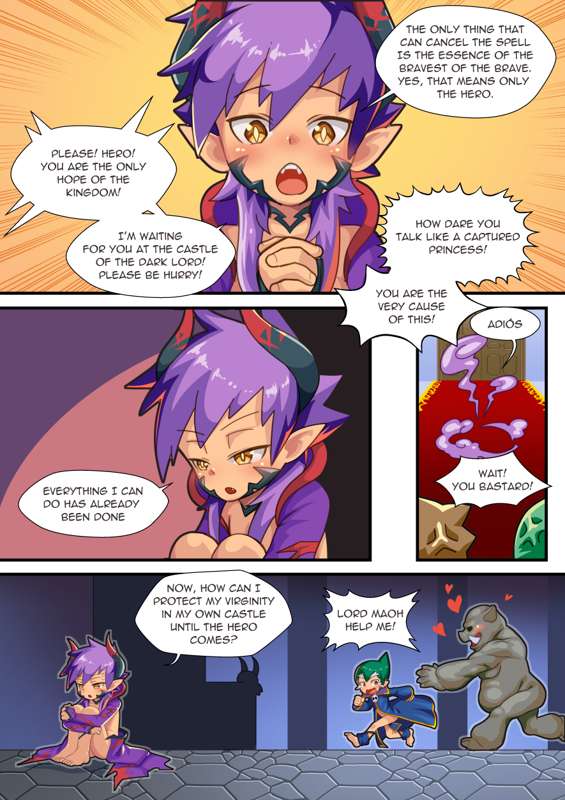 THE ONLY THING THAT
CAN CANCEL THE SPELL
IS THE ESSENCE OF THE
BRAVEST OF THE BRAVE.
YES, THAT MEANS ONLY
THE HERO.
PLEASE! HERO!
YOU ARE THE ONLY
HOPE OF THE
KINGDOM!
I'M WAITING
FOR YOU AT THE CASTLE
OF THE DARK LORD!
PLEASE BE HURRY!
HOW DARE YOU
TALK LIKE A CAPTURED
PRINCESS!
YOU ARE THE
VERY CAUSE
OF THIS!
ADIÓS
WAIT!
YOU BASTARD!
EVERYTHING I CAN
DO HAS ALREADY
BEEN DONE
NOW, HOW CAN I
PROTECT MY VIRGINITY
IN MY OWN CASTLE
UNTIL THE HERO
COMES?
LORD MAOH
HELP ME!